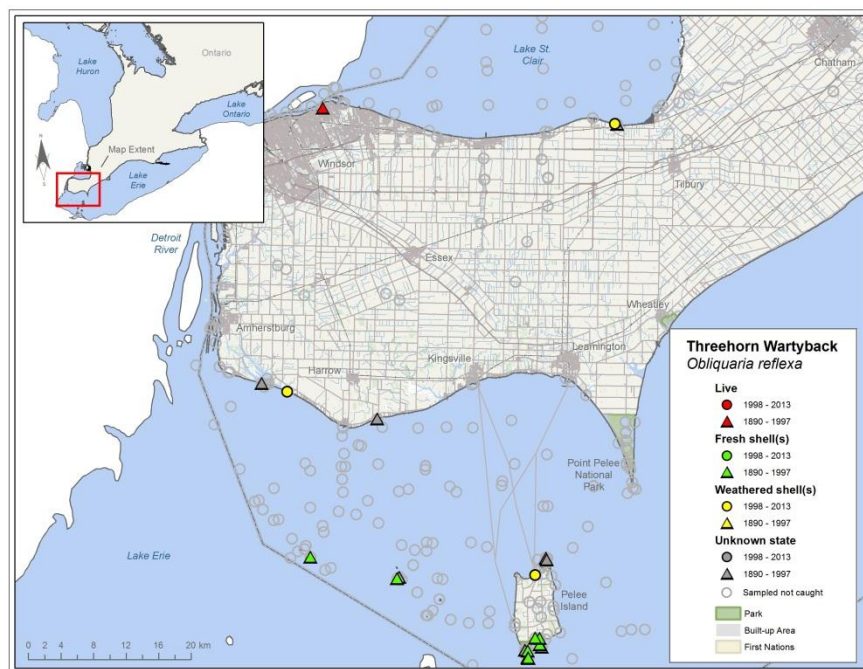 Ontario
Lake
Huron
Lake
Ontario
N
Map Extent
S
Lake
Erie
Lake St.
Clair
Chatham
Windsor
Tilbury
Detroit
River
Essex
Wheatley
Amherstburg
Leamington
Harrow
Kingsville
Point Pelee
National
Park
Lake Erie
Pelee
Island
0 2 4 8 12 16 20 km
Threehorn Wartyback
Obliquaria reflexa
Live
1998 - 2013
1890 - 1997
Fresh shell(s)
1998 - 2013
1890 - 1997
Weathered shell(s)
1998 - 2013
1890 - 1997
Unknown state
1998 - 2013
1890 - 1997
Sampled not caught
Park
Built-up Area
First Nations